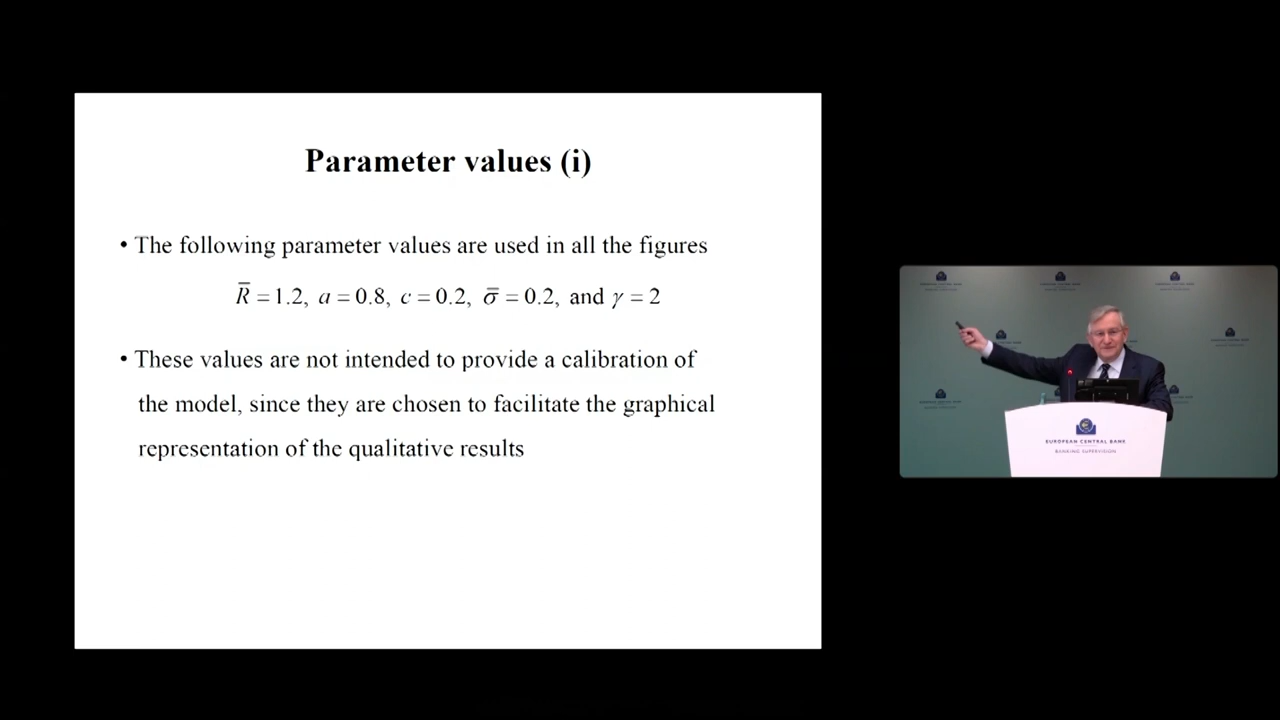 Parameter values (i)
• The following parameter values are used in all the figures
R̅ = 1.2, a = 0.8, c = 0.2, σ̅ = 0.2, and γ = 2
• These values are not intended to provide a calibration of
the model, since they are chosen to facilitate the graphical
representation of the qualitative results
EUROPEAN CENTRAL BANK
BANKING SUPERVISION